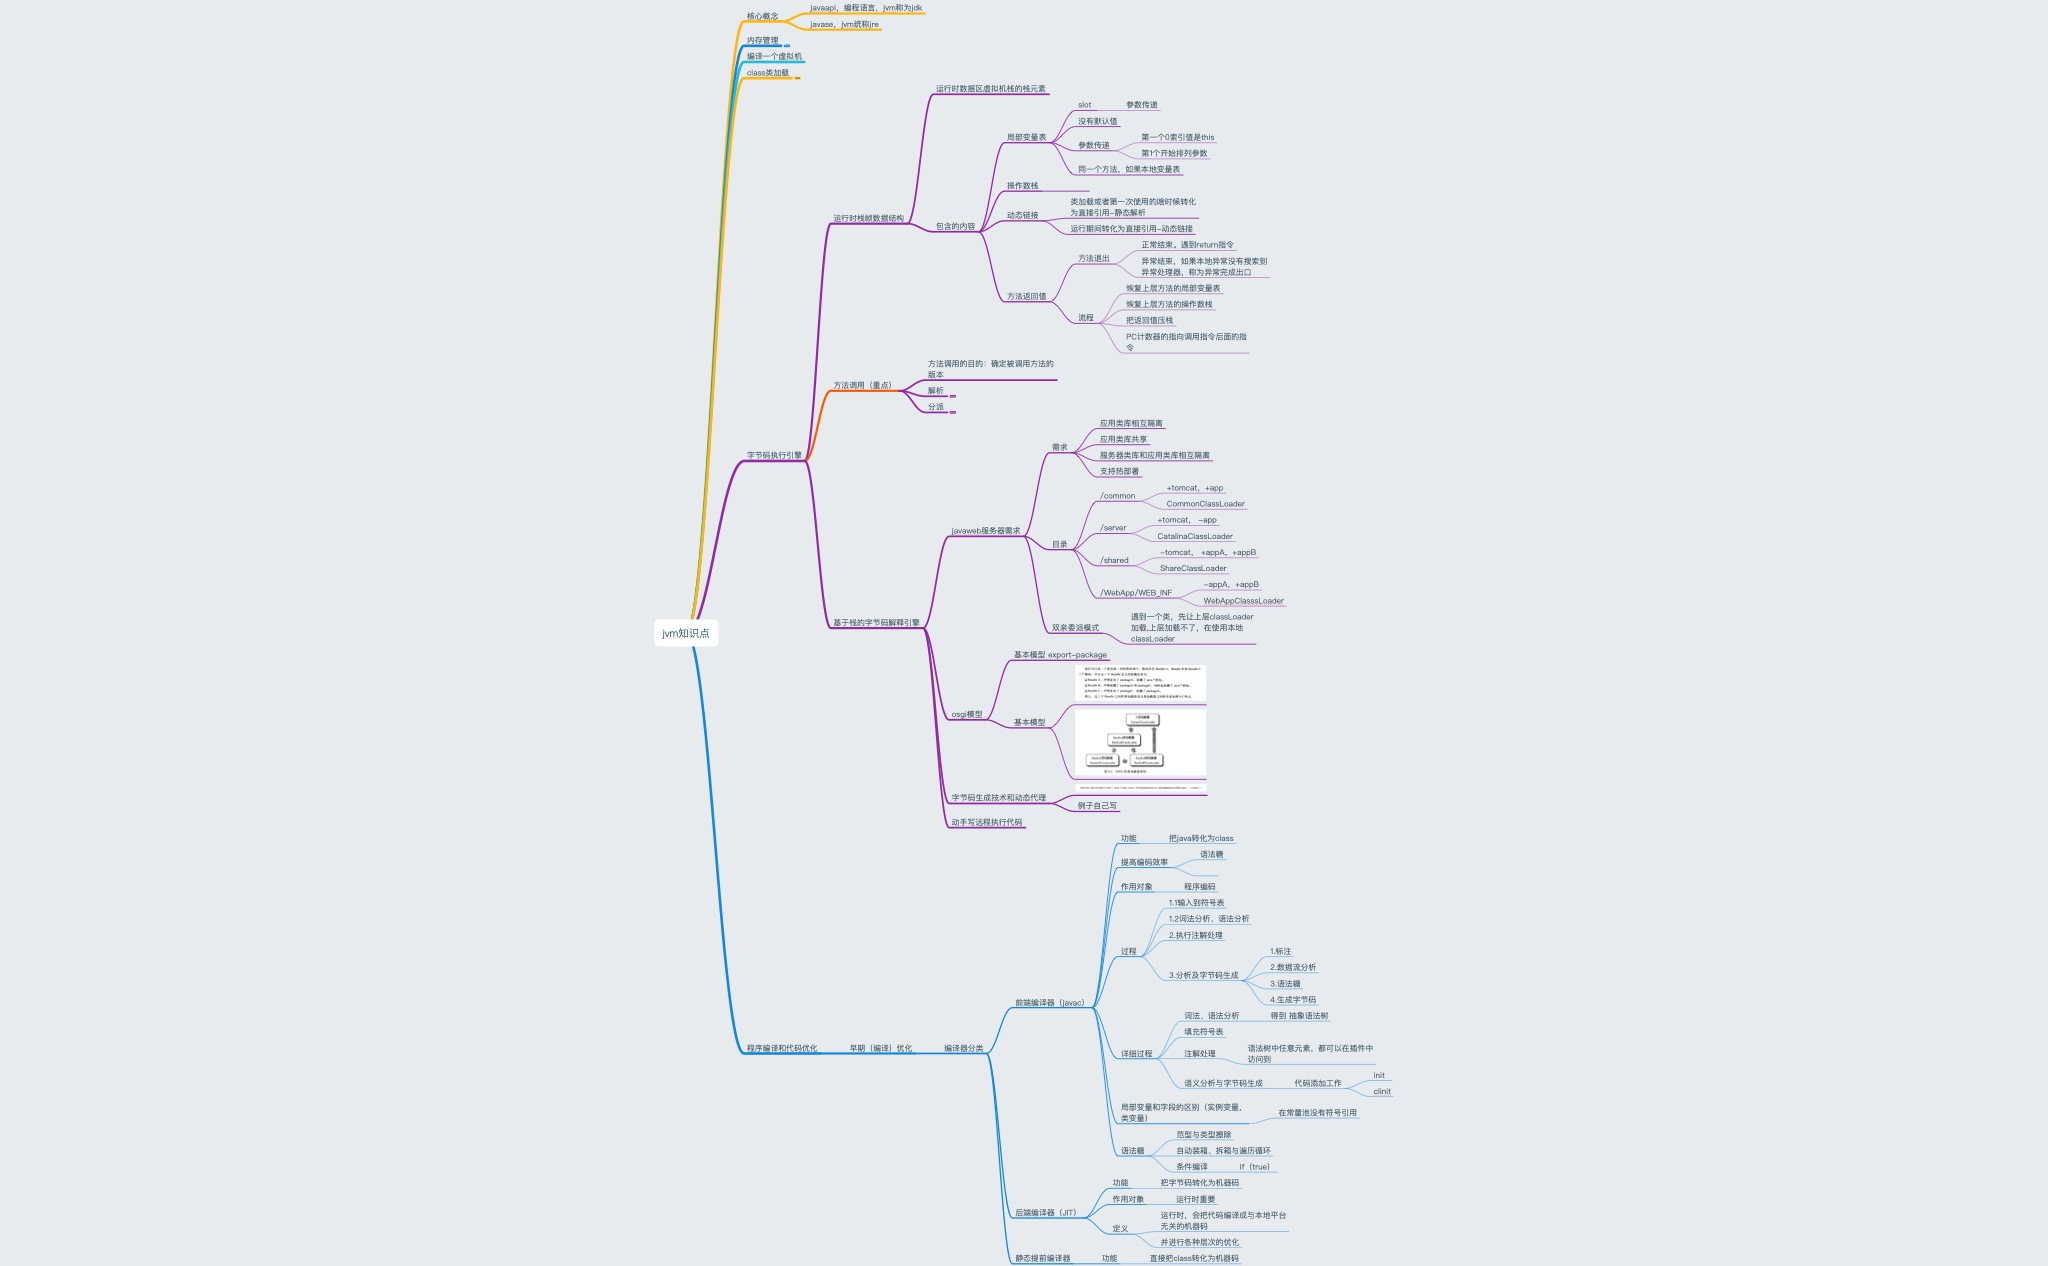 jvm知识点
核心概念
javaapi，编程语言，jvm称为jdk
javase，jvm统称jre
内存管理
编译一个虚拟机
class类加载
字节码执行引擎
运行时栈帧数据结构
运行时数据区虚拟机栈的栈元素
包含的内容
局部变量表
slot
参数传递
没有默认值
参数传递
第一个0索引值是this
第1个开始排列参数
同一个方法，如果本地变量表
操作数栈
动态链接
类加载或者第一次使用的啥时候转化
为直接引用-静态解析
运行期间转化为直接引用-动态链接
方法返回值
方法退出
正常结束，遇到return指令
异常结束，如果本地异常没有搜索到
异常处理器，称为异常完成出口
流程
恢复上层方法的局部变量表
恢复上层方法的操作数栈
把返回值压栈
PC计数器的指向调用指令后面的指
令
方法调用（重点）
方法调用的目的：确定被调用方法的
版本
解析
分派
基于栈的字节码解释引擎
javaweb服务器需求
需求
应用类库相互隔离
应用类库共享
服务器类库和应用类库相互隔离
支持热部署
目录
/common
+tomcat，+app
CommonClassLoader
/server
+tomcat， -app
CatalinaClassLoader
/shared
-tomcat， +appA，+appB
ShareClassLoader
/WebApp/WEB_INF
-appA，+appB
WebAppClasssLoader
双亲委派模式
遇到一个类，先让上层classLoader
加载,上层加载不了，在使用本地
classLoader
osgi模型
基本模型 export-package
基本模型
字节码生成技术和动态代理
例子自己写
动手写远程执行代码
程序编译和代码优化
早期（编译）优化
编译器分类
前端编译器（javac）
功能
把java转化为class
提高编码效率
语法糖
作用对象
程序编码
过程
1.1输入到符号表
1.2词法分析、语法分析
2.执行注解处理
3.分析及字节码生成
1.标注
2.数据流分析
3.语法糖
4.生成字节码
详细过程
词法、语法分析
得到 抽象语法树
填充符号表
注解处理
语法树中任意元素，都可以在插件中
访问到
语义分析与字节码生成
代码添加工作
init
clinit
局部变量和字段的区别（实例变量，
类变量）
在常量池没有符号引用
语法糖
范型与类型擦除
自动装箱、拆箱与遍历循环
条件编译
If（true）
后端编译器（JIT）
功能
把字节码转化为机器码
作用对象
运行时重要
定义
运行时，会把代码编译成与本地平台
无关的机器码
并进行各种层次的优化
静态提前编译器
功能
直接把class转化为机器码